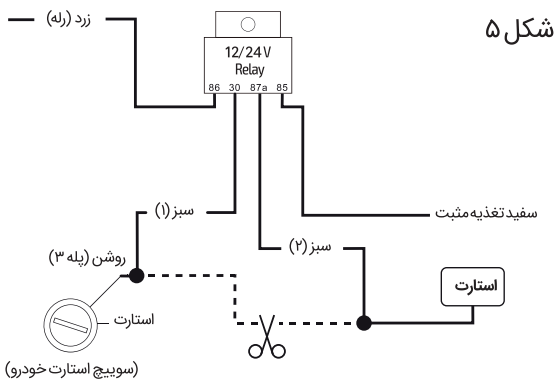 شکل ۵
زرد (رله)
12/24V
Relay
86 30 87a 85
سبز (۱)
سفید تغذیه مثبت
سبز (۲)
روشن (پله ۳)
استارت
استارت
(سوییچ استارت خودرو)